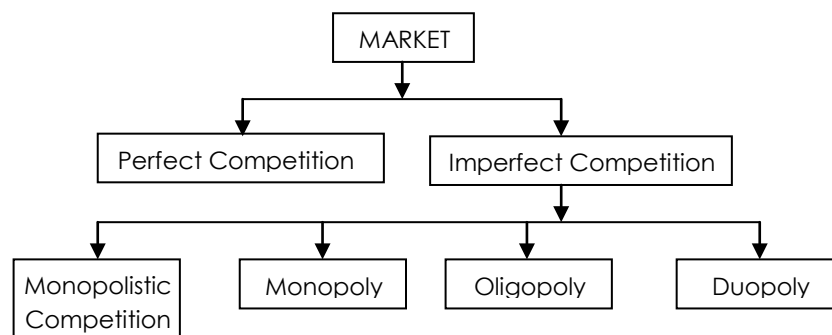 MARKET
Perfect Competition
Imperfect Competition
Monopolistic
Competition
Monopoly
Oligopoly
Duopoly